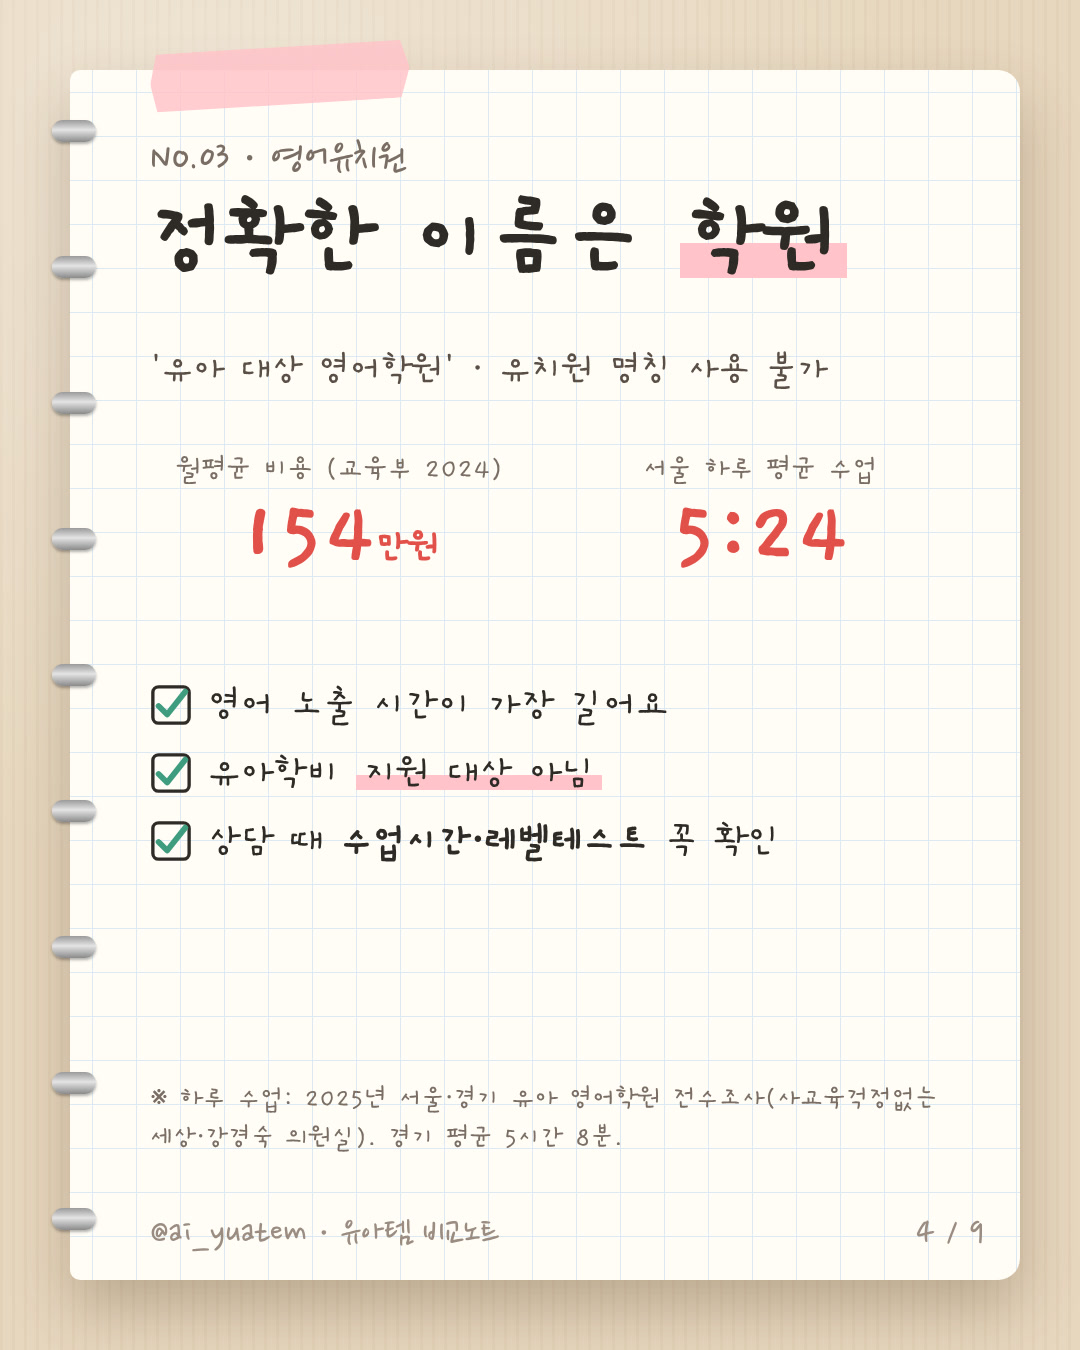 NO.03 · 영어유치원
정확한 이름은 학원
'유아 대상 영어학원' · 유치원 명칭 사용 불가
월평균 비용 (교육부 2024)
154만원
서울 하루 평균 수업
5:24
영어 노출 시간이 가장 길어요
유아학비 지원 대상 아님
상담 때 수업시간·레벨테스트 꼭 확인
※ 하루 수업: 2025년 서울·경기 유아 영어학원 전수조사(사교육걱정없는
세상·강경숙 의원실). 경기 평균 5시간 8분.
@ai_yuatem · 유아템 비교노트
4 / 9